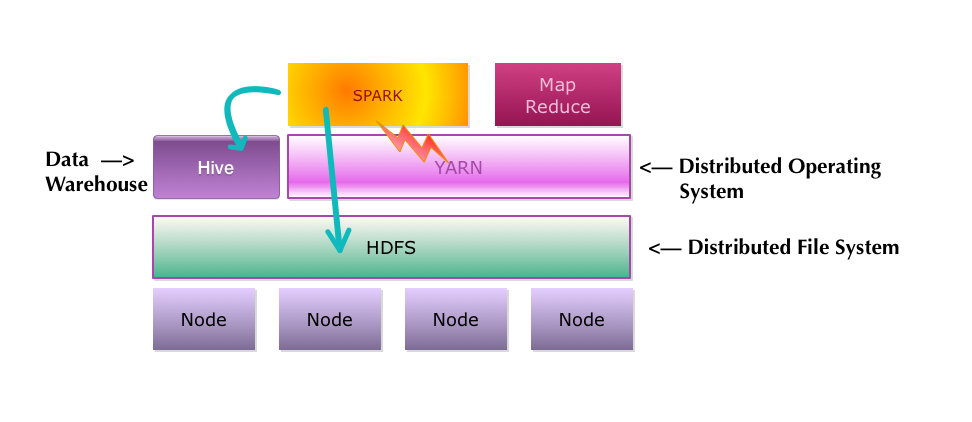 SPARK
Map
Reduce
Data —>
Warehouse
Hive
YARN
<— Distributed Operating
System
HDFS
<— Distributed File System
Node
Node
Node
Node